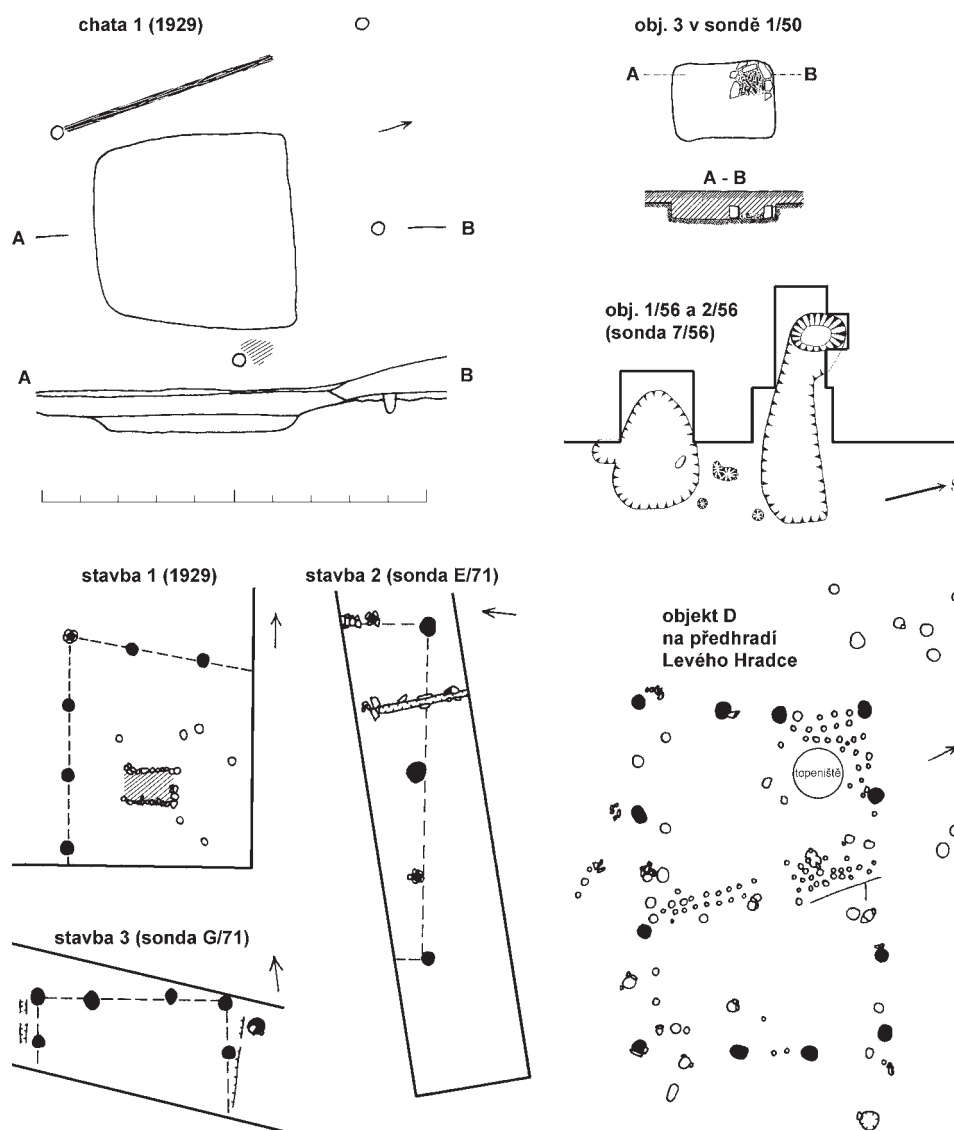 chata 1 (1929)
A
B
A
B
obj. 3 v sondě 1/50
A
B
A - B
obj. 1/56 a 2/56
(sonda 7/56)
stavba 1 (1929)
stavba 2 (sonda E/71)
objekt D
na předhradí
Levého Hradce
topeniště
stavba 3 (sonda G/71)